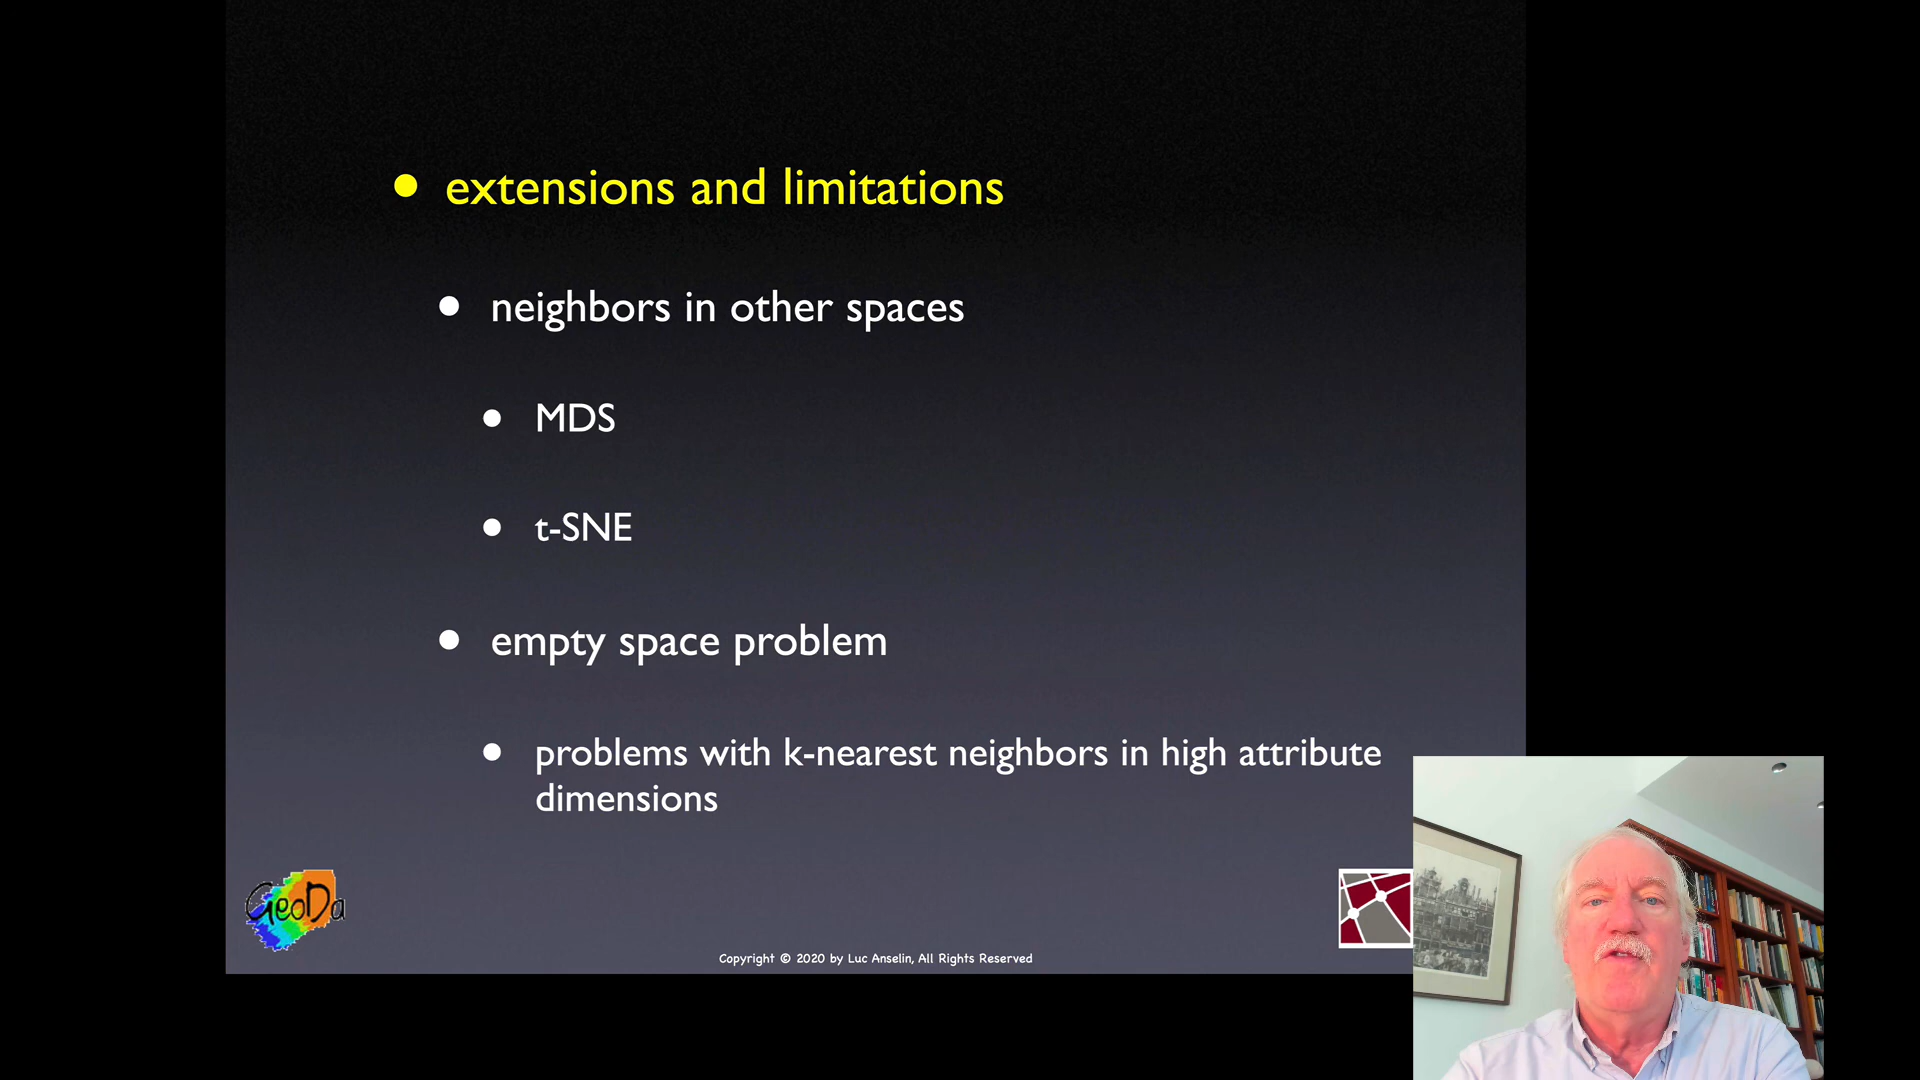 extensions and limitations
neighbors in other spaces
MDS
t-SNE
empty space problem
problems with k-nearest neighbors in high attribute
dimensions
GeoDa
Copyright © 2020 by Luc Anselin, All Rights Reserved